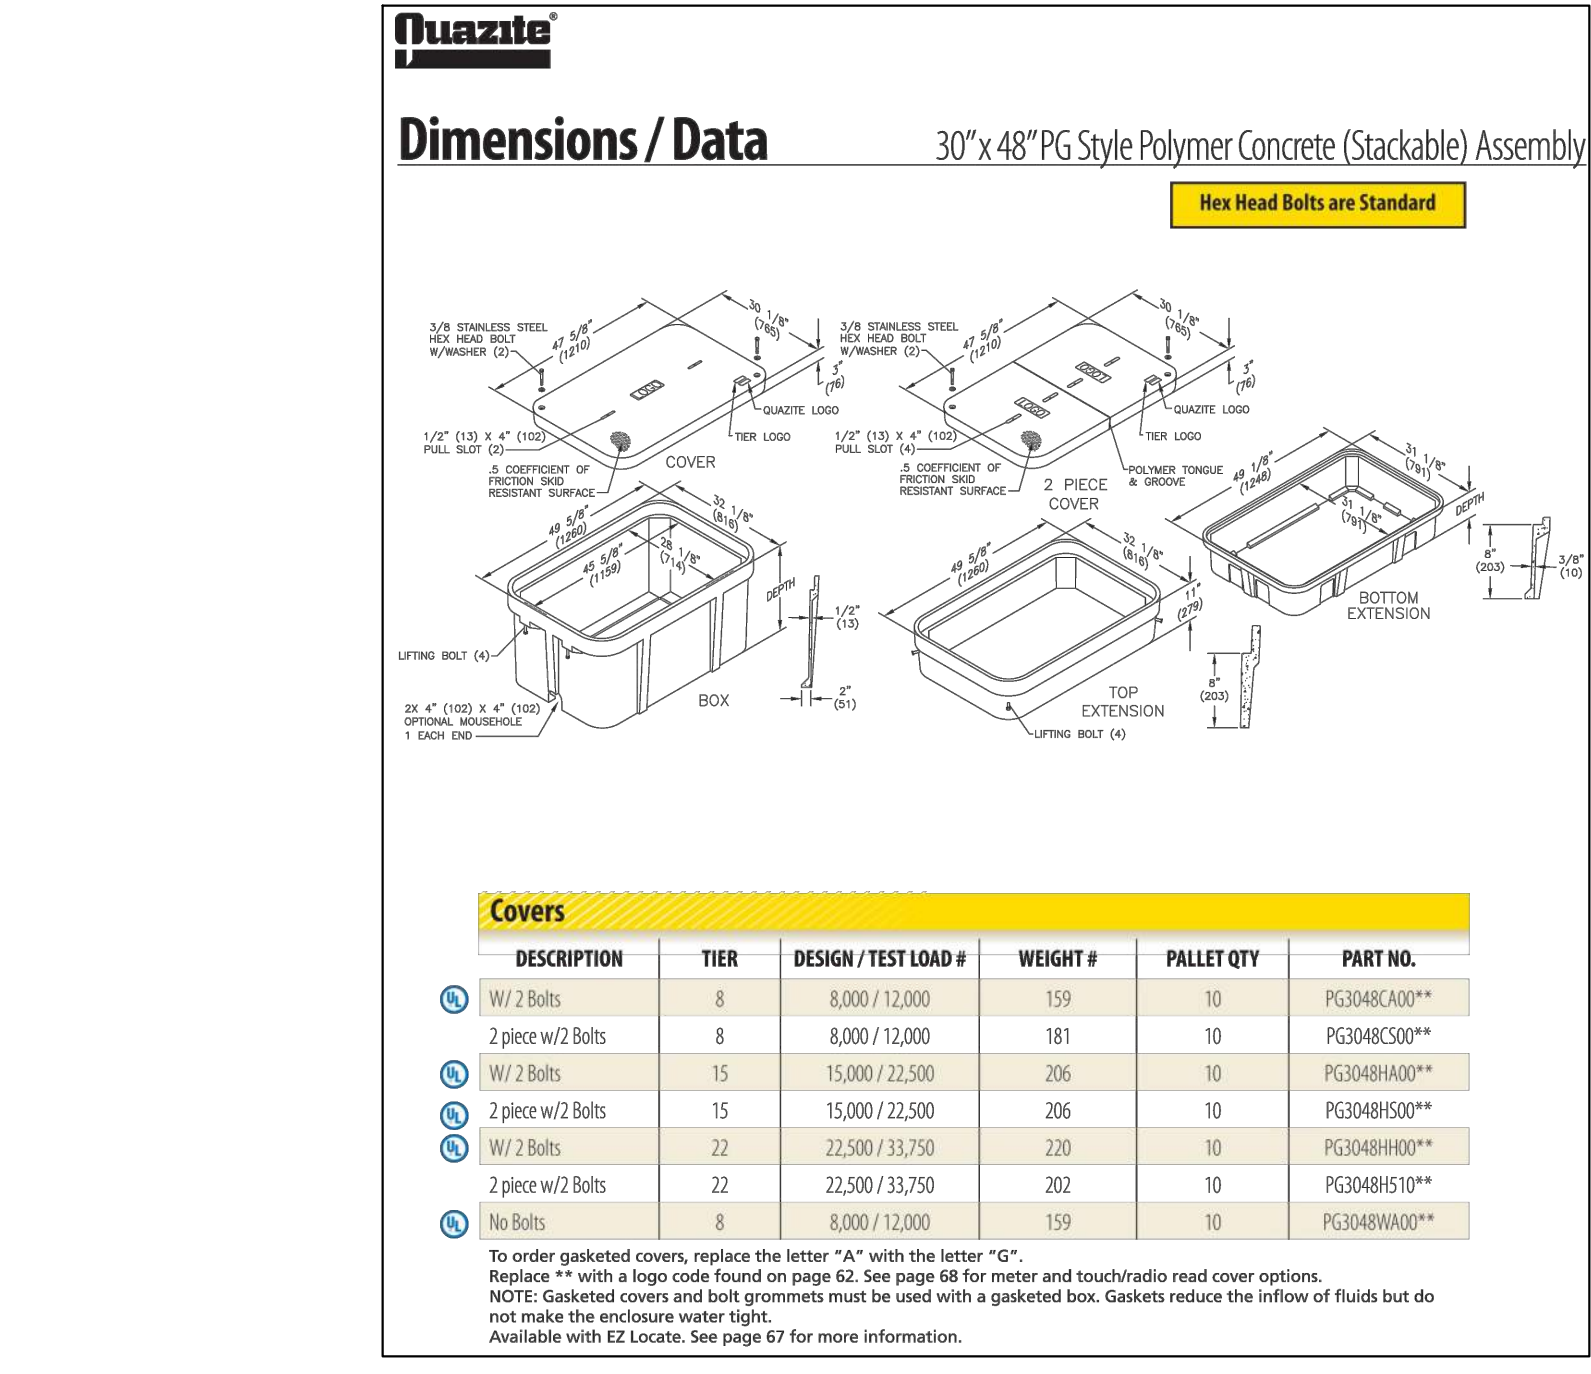 Quazite®
Dimensions / Data
30" x 48" PG Style Polymer Concrete (Stackable) Assembly
Hex Head Bolts are Standard
3/8 STAINLESS STEEL
HEX HEAD BOLT
W/WASHER (2)
47 5/8"
(1210)
30 1/8"
(765)
3"
(76)
LOGO
QUAZITE LOGO
TIER LOGO
1/2" (13) X 4" (102)
PULL SLOT (2)
.5 COEFFICIENT OF
FRICTION SKID
RESISTANT SURFACE
COVER
3/8 STAINLESS STEEL
HEX HEAD BOLT
W/WASHER (2)
47 5/8"
(1210)
30 1/8"
(765)
3"
(76)
LOGO
LOGO
QUAZITE LOGO
TIER LOGO
1/2" (13) X 4" (102)
PULL SLOT (4)
.5 COEFFICIENT OF
FRICTION SKID
RESISTANT SURFACE
POLYMER TONGUE
& GROOVE
2 PIECE
COVER
49 5/8"
(1260)
32 1/8"
(816)
45 5/8"
(1159)
28 1/8"
(714)
DEPTH
1/2"
(13)
2"
(51)
LIFTING BOLT (4)
2X 4" (102) X 4" (102)
OPTIONAL MOUSEHOLE
1 EACH END
BOX
49 5/8"
(1260)
32 1/8"
(816)
11"
(279)
8"
(203)
TOP
EXTENSION
LIFTING BOLT (4)
49 1/8"
(1248)
31 1/8"
(791)
31 1/8"
(791)
DEPTH
8"
(203)
3/8"
(10)
BOTTOM
EXTENSION
Covers
DESCRIPTION TIER DESIGN / TEST LOAD # WEIGHT # PALLET QTY PART NO.
UL W/ 2 Bolts 8 8,000 / 12,000 159 10 PG3048CA00**
2 piece w/2 Bolts 8 8,000 / 12,000 181 10 PG3048CS00**
UL W/ 2 Bolts 15 15,000 / 22,500 206 10 PG3048HA00**
UL 2 piece w/2 Bolts 15 15,000 / 22,500 206 10 PG3048HS00**
UL W/ 2 Bolts 22 22,500 / 33,750 220 10 PG3048HH00**
2 piece w/2 Bolts 22 22,500 / 33,750 202 10 PG3048H510**
UL No Bolts 8 8,000 / 12,000 159 10 PG3048WA00**
To order gasketed covers, replace the letter "A" with the letter "G".
Replace ** with a logo code found on page 62. See page 68 for meter and touch/radio read cover options.
NOTE: Gasketed covers and bolt grommets must be used with a gasketed box. Gaskets reduce the inflow of fluids but do
not make the enclosure water tight.
Available with EZ Locate. See page 67 for more information.